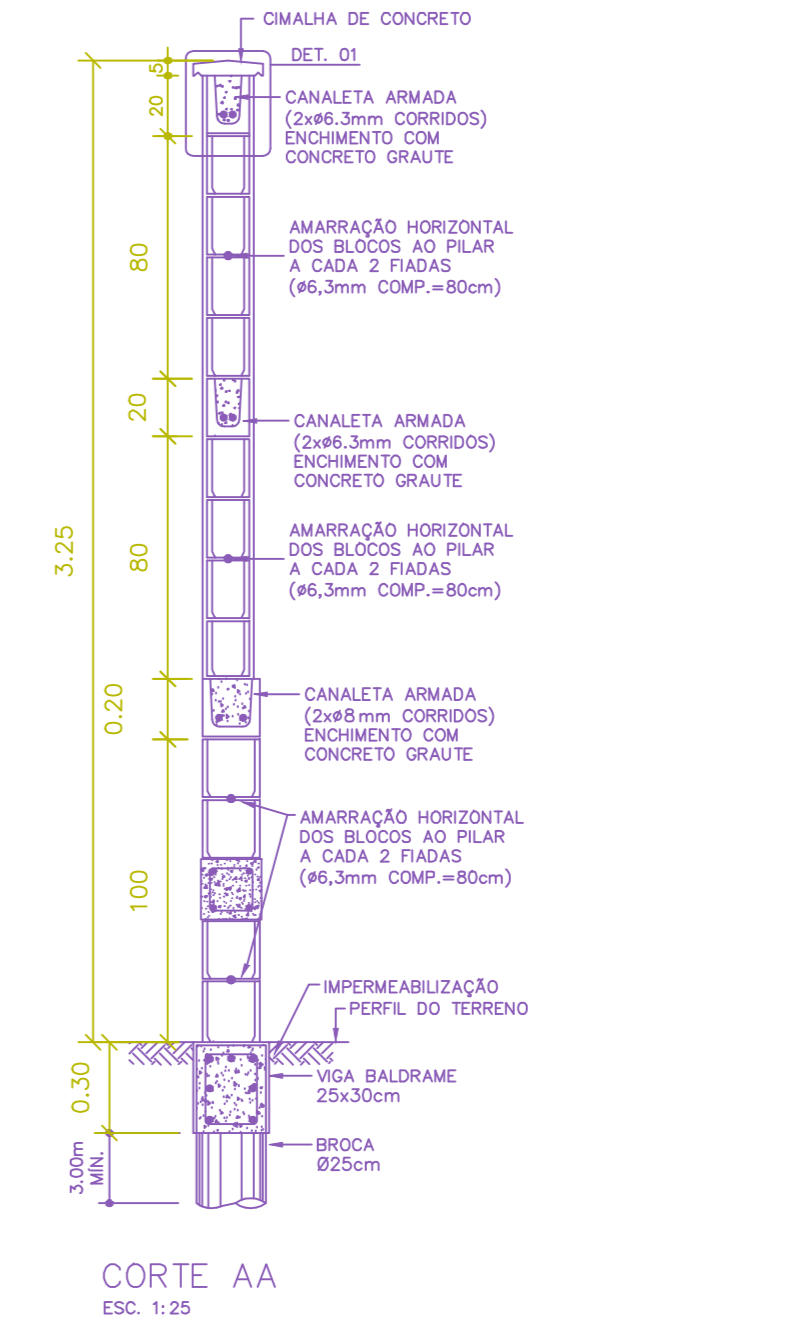 CIMALHA DE CONCRETO
DET. 01
5
20
CANALETA ARMADA
(2xø6.3mm CORRIDOS)
ENCHIMENTO COM
CONCRETO GRAUTE
80
AMARRAÇÃO HORIZONTAL
DOS BLOCOS AO PILAR
A CADA 2 FIADAS
(ø6,3mm COMP.=80cm)
20
CANALETA ARMADA
(2xø6.3mm CORRIDOS)
ENCHIMENTO COM
CONCRETO GRAUTE
3.25
80
AMARRAÇÃO HORIZONTAL
DOS BLOCOS AO PILAR
A CADA 2 FIADAS
(ø6,3mm COMP.=80cm)
0.20
CANALETA ARMADA
(2xø8mm CORRIDOS)
ENCHIMENTO COM
CONCRETO GRAUTE
100
AMARRAÇÃO HORIZONTAL
DOS BLOCOS AO PILAR
A CADA 2 FIADAS
(ø6,3mm COMP.=80cm)
IMPERMEABILIZAÇÃO
PERFIL DO TERRENO
0.30
VIGA BALDRAME
25x30cm
3.00m
MÍN.
BROCA
Ø25cm
CORTE AA
ESC. 1:25